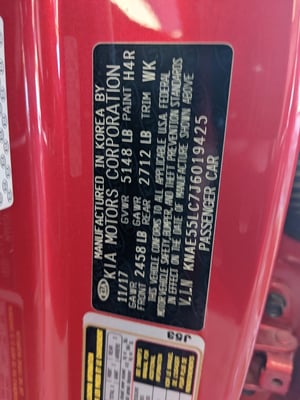 MANUFACTURED IN KOREA BY
KIA MOTORS CORPORATION
11/17 GVWR 5148 LB PAINT H4R
GAWR FRONT 2458 LB GAWR REAR 2712 LB TRIM WK
THIS VEHICLE CONFORMS TO ALL APPLICABLE U.S.A. FEDERAL
MOTOR VEHICLE SAFETY, BUMPER, AND THEFT PREVENTION STANDARDS
IN EFFECT ON THE DATE OF MANUFACTURE SHOWN ABOVE.
V.I.N KNAE55LC7J6019425
PASSENGER CAR
J53